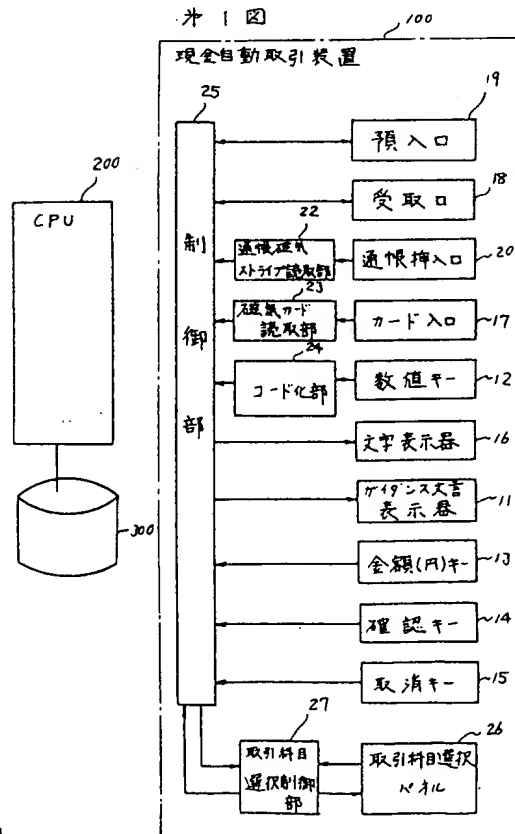 第 1 図
100
現金自動取引装置
25
制御部
19
預入口
18
受取口
22
通帳磁気
ストライプ読取部
20
通帳挿入口
23
磁気カード
読取部
17
カード入口
24
コード化部
12
数値キー
16
文字表示器
11
ガイダンス文言
表示器
13
金額(円)キー
14
確認キー
15
取消キー
27
取引科目
選択制御
部
26
取引科目選択
パネル
200
CPU
300